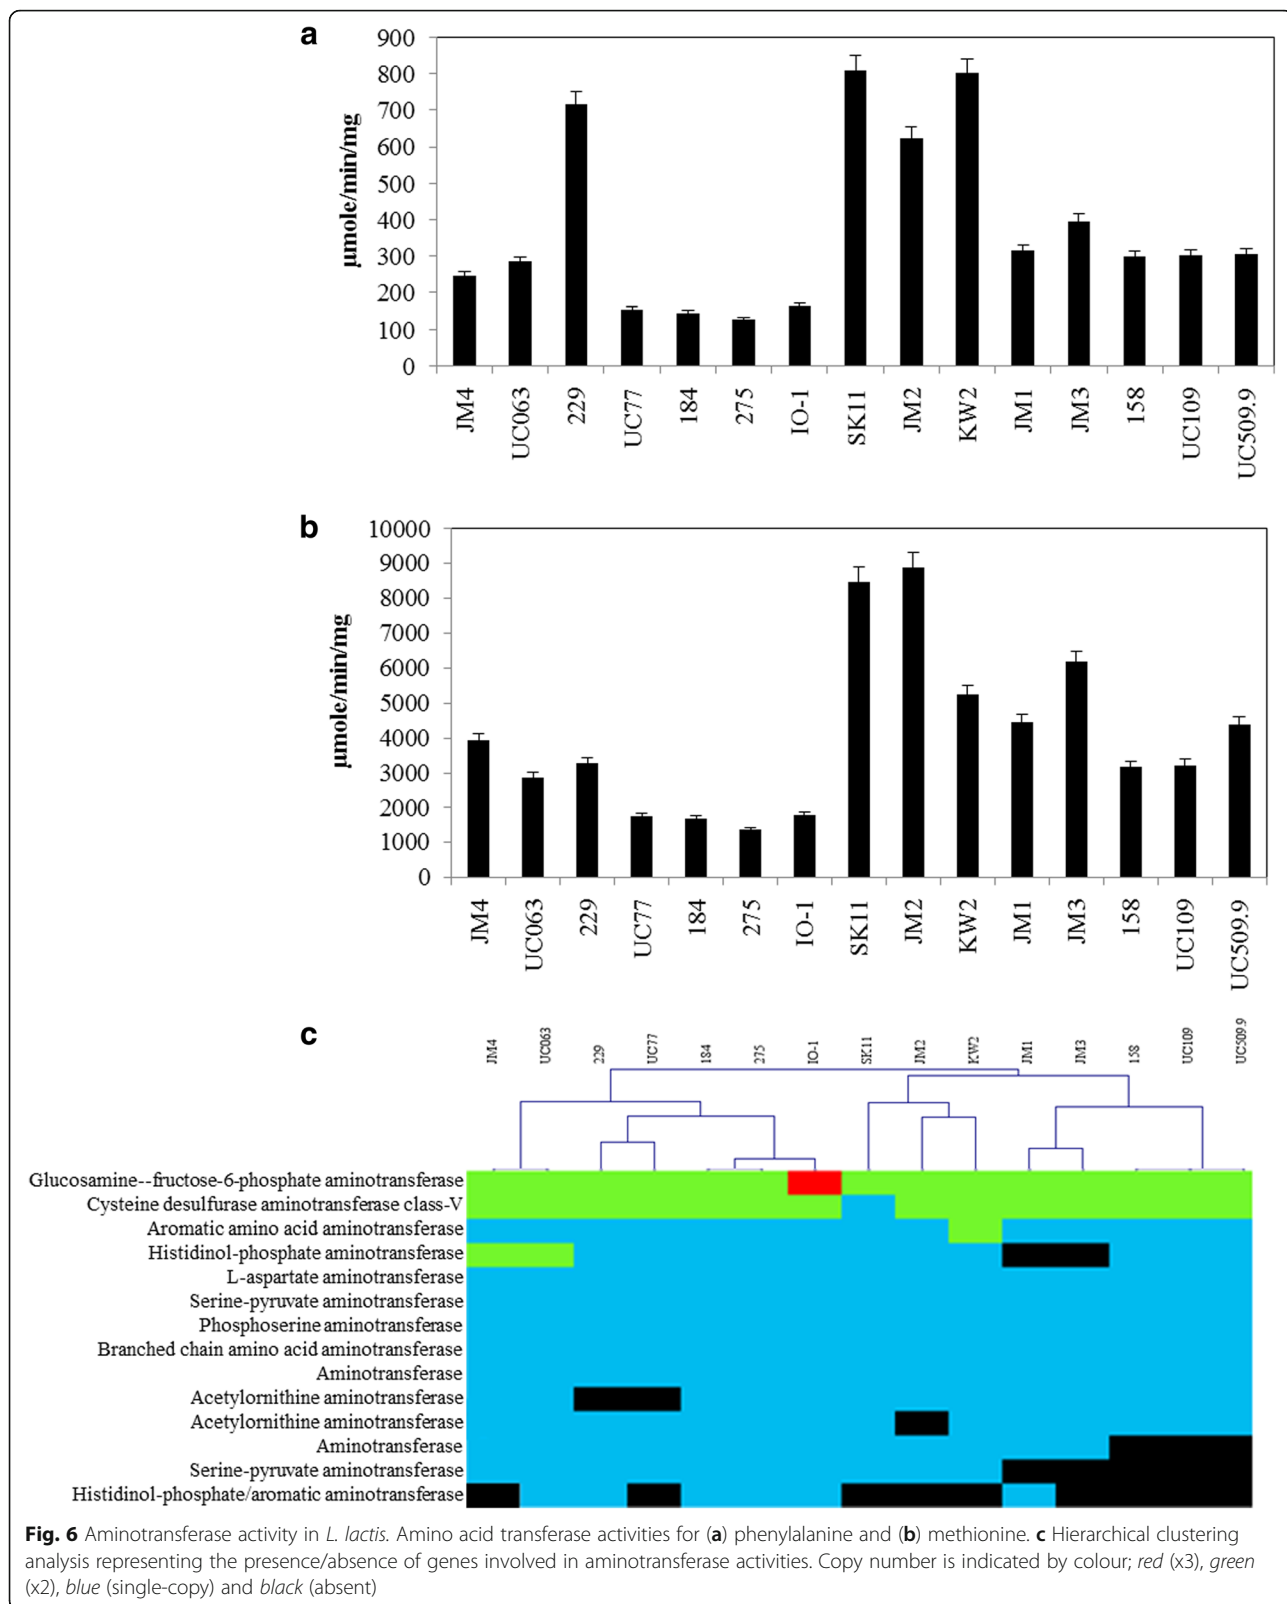 a
900
800
700
600
500
400
300
200
100
0
µmole/min/mg
JM4 UC063 229 UC77 184 275 IO-1 SK11 JM2 KW2 JM1 JM3 158 UC109 UC509.9
b
10000
9000
8000
7000
6000
5000
4000
3000
2000
1000
0
µmole/min/mg
JM4 UC063 229 UC77 184 275 IO-1 SK11 JM2 KW2 JM1 JM3 158 UC109 UC509.9
c
JM4 UC063 229 UC77 184 275 IO-1 SK11 JM2 KW2 JM1 JM3 158 UC109 UC509.9
Glucosamine--fructose-6-phosphate aminotransferase
Cysteine desulfurase aminotransferase class-V
Aromatic amino acid aminotransferase
Histidinol-phosphate aminotransferase
L-aspartate aminotransferase
Serine-pyruvate aminotransferase
Phosphoserine aminotransferase
Branched chain amino acid aminotransferase
Aminotransferase
Acetylornithine aminotransferase
Acetylornithine aminotransferase
Aminotransferase
Serine-pyruvate aminotransferase
Histidinol-phosphate/aromatic aminotransferase
Fig. 6 Aminotransferase activity in L. lactis. Amino acid transferase activities for (a) phenylalanine and (b) methionine. c Hierarchical clustering
analysis representing the presence/absence of genes involved in aminotransferase activities. Copy number is indicated by colour; red (x3), green
(x2), blue (single-copy) and black (absent)